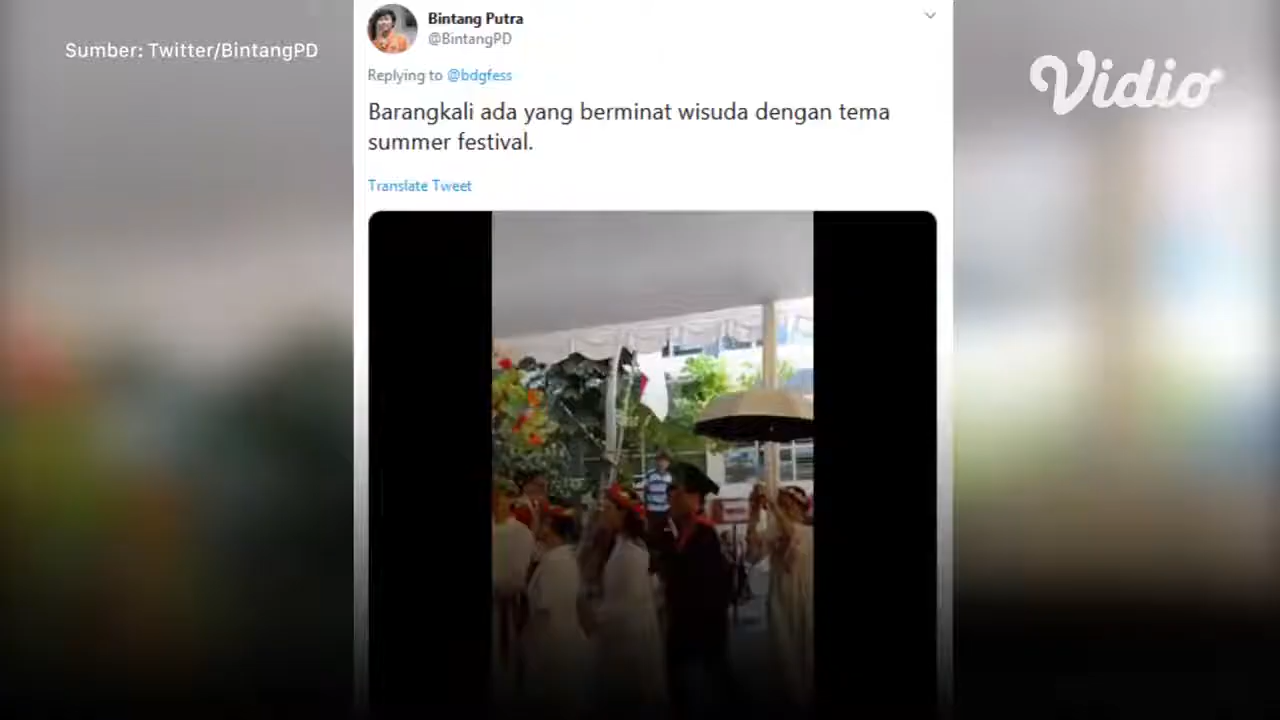 Sumber: Twitter/BintangPD
Vidio
Bintang Putra
@BintangPD
Replying to @bdgfess
Barangkali ada yang berminat wisuda dengan tema
summer festival.
Translate Tweet